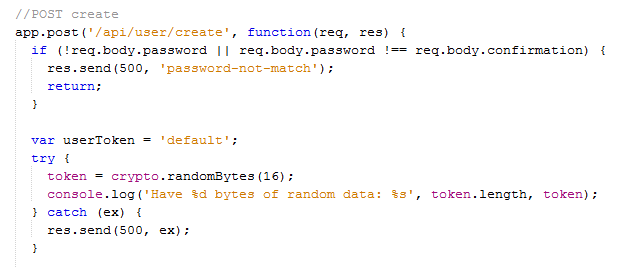 //POST create
app.post('/api/user/create', function(req, res) {
  if (!req.body.password || req.body.password !== req.body.confirmation) {
    res.send(500, 'password-not-match');
    return;
  }

  var userToken = 'default';
  try {
    token = crypto.randomBytes(16);
    console.log('Have %d bytes of random data: %s', token.length, token);
  } catch (ex) {
    res.send(500, ex);
  }